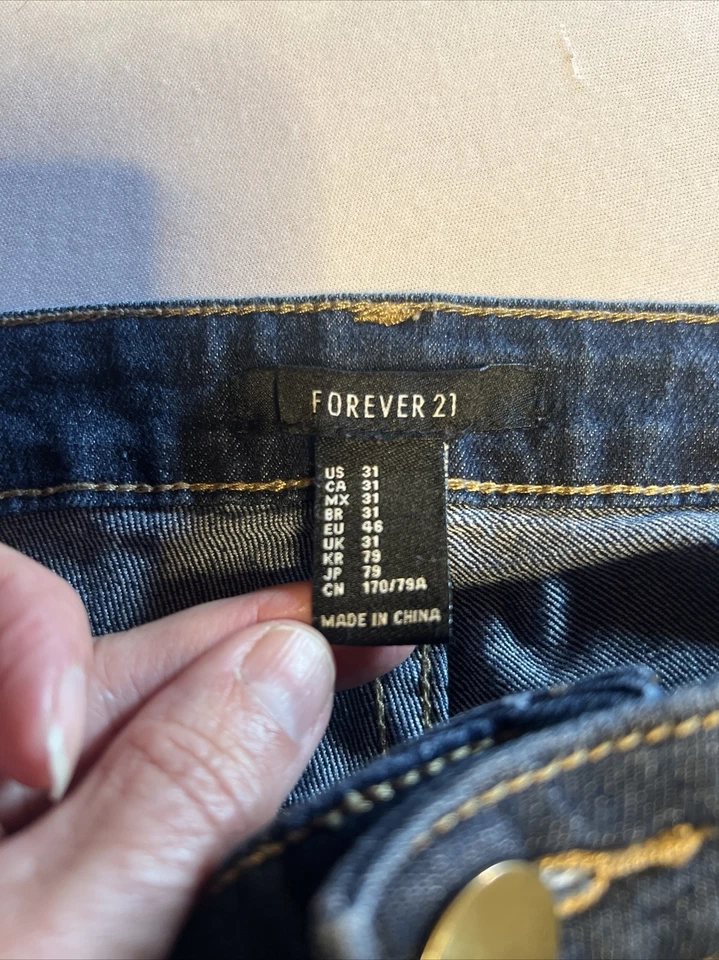 FOREVER 21
US 31
CA 31
MX 31
BR 31
EU 46
UK 31
KR 79
JP 79
CN 170/79A
MADE IN CHINA